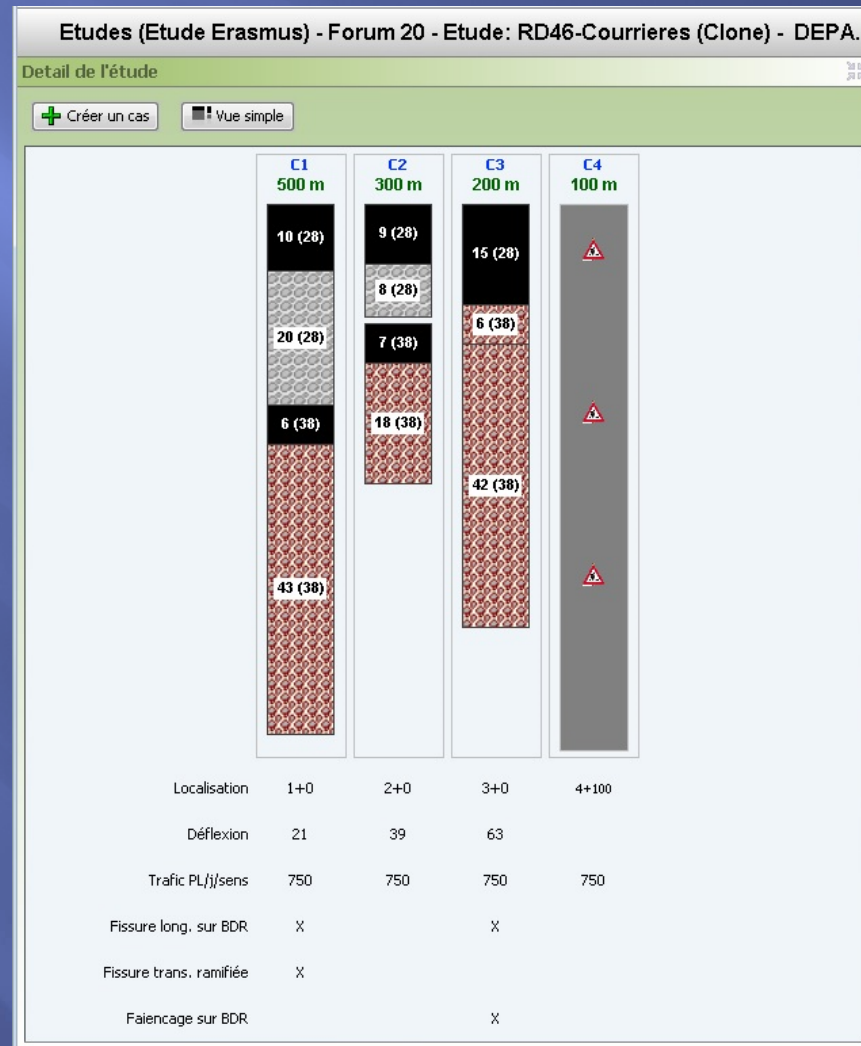 Etudes (Etude Erasmus) - Forum 20 - Etude: RD46-Courrieres (Clone) - DEPA.
Detail de l'étude
Créer un cas Vue simple
C1 C2 C3 C4
500 m 300 m 200 m 100 m
10 (28) 9 (28) 15 (28)
8 (28)
20 (28) 7 (38) 6 (38)
6 (38) 18 (38)
42 (38)
43 (38)
Localisation 1+0 2+0 3+0 4+100
Déflexion 21 39 63
Trafic PL/j/sens 750 750 750 750
Fissure long. sur BDR X X
Fissure trans. ramifiée X
Faiencage sur BDR X